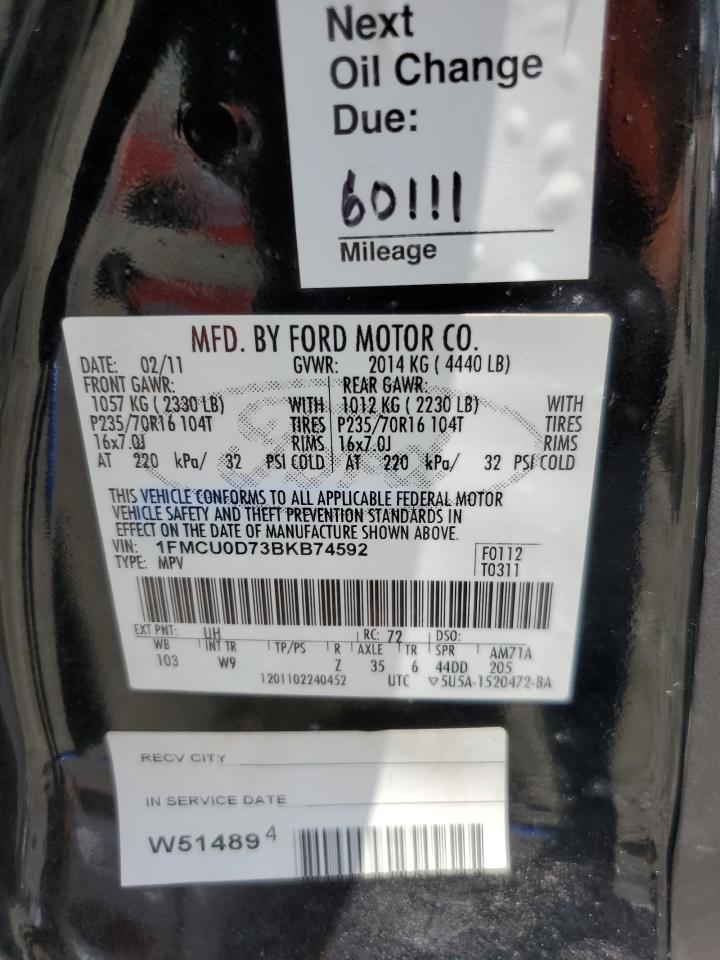 Next
Oil Change
Due:
60111
Mileage
MFD. BY FORD MOTOR CO.
DATE: 02/11 GVWR: 2014 KG ( 4440 LB)
FRONT GAWR: REAR GAWR:
1057 KG ( 2330 LB) WITH 1012 KG ( 2230 LB) WITH
P235/70R16 104T TIRES P235/70R16 104T TIRES
16x7.0J RIMS 16x7.0J RIMS
AT 220 kPa/ 32 PSI COLD AT 220 kPa/ 32 PSI COLD
THIS VEHICLE CONFORMS TO ALL APPLICABLE FEDERAL MOTOR
VEHICLE SAFETY AND THEFT PREVENTION STANDARDS IN
EFFECT ON THE DATE OF MANUFACTURE SHOWN ABOVE.
VIN: 1FMCU0D73BKB74592 F0112
TYPE: MPV T0311
EXT PNT: UH RC: 72 DSO:
WB INT TR TP/PS R AXLE TR SPR AM71A
103 W9 Z 35 6 44DD 205
1201102240452 UTC ▽5U5A-1520472-BA
RECV CITY
IN SERVICE DATE
W51489 4